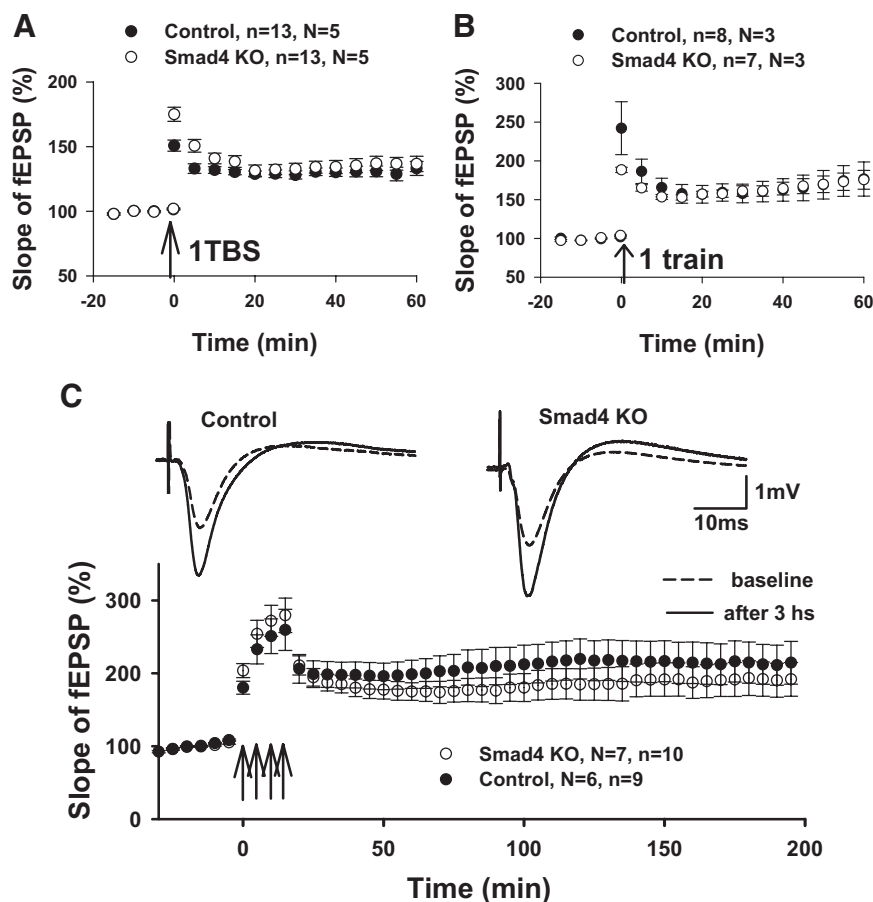 A
● Control, n=13, N=5
○ Smad4 KO, n=13, N=5
Slope of fEPSP (%)
200
150
100
50
1TBS
-20 0 20 40 60
Time (min)
B
● Control, n=8, N=3
○ Smad4 KO, n=7, N=3
Slope of fEPSP (%)
300
250
200
150
100
50
1 train
-20 0 20 40 60
Time (min)
C
Control
Smad4 KO
1mV
10ms
baseline
after 3 hs
Slope of fEPSP (%)
300
200
100
0
○ Smad4 KO, N=7, n=10
● Control, N=6, n=9
0 50 100 150 200
Time (min)